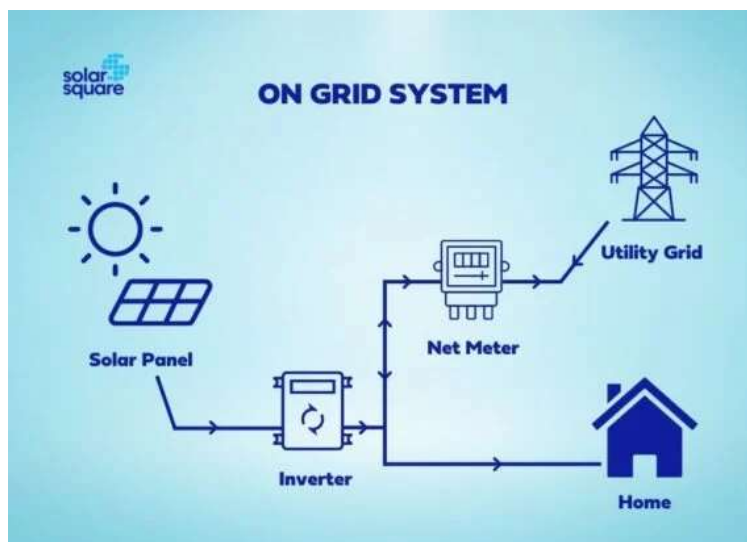 solar
square
ON GRID SYSTEM
Utility Grid
Net Meter
Solar Panel
Inverter
Home